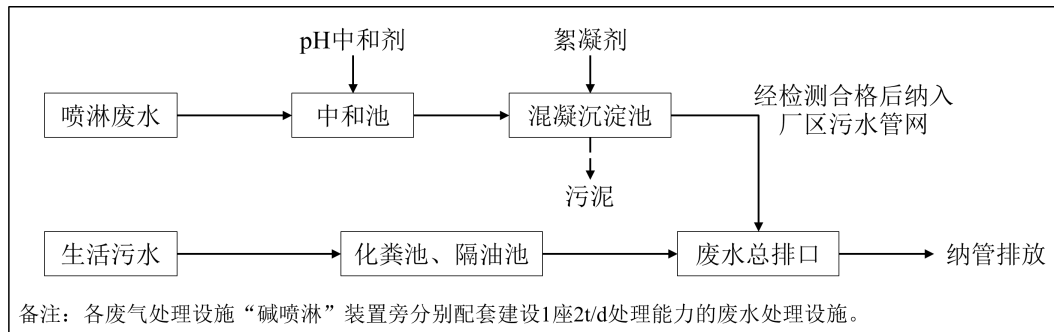 pH中和剂
絮凝剂
喷淋废水
中和池
混凝沉淀池
经检测合格后纳入
厂区污水管网
污泥
生活污水
化粪池、隔油池
废水总排口
纳管排放
备注：各废气处理设施“碱喷淋”装置旁分别配套建设1座2t/d处理能力的废水处理设施。